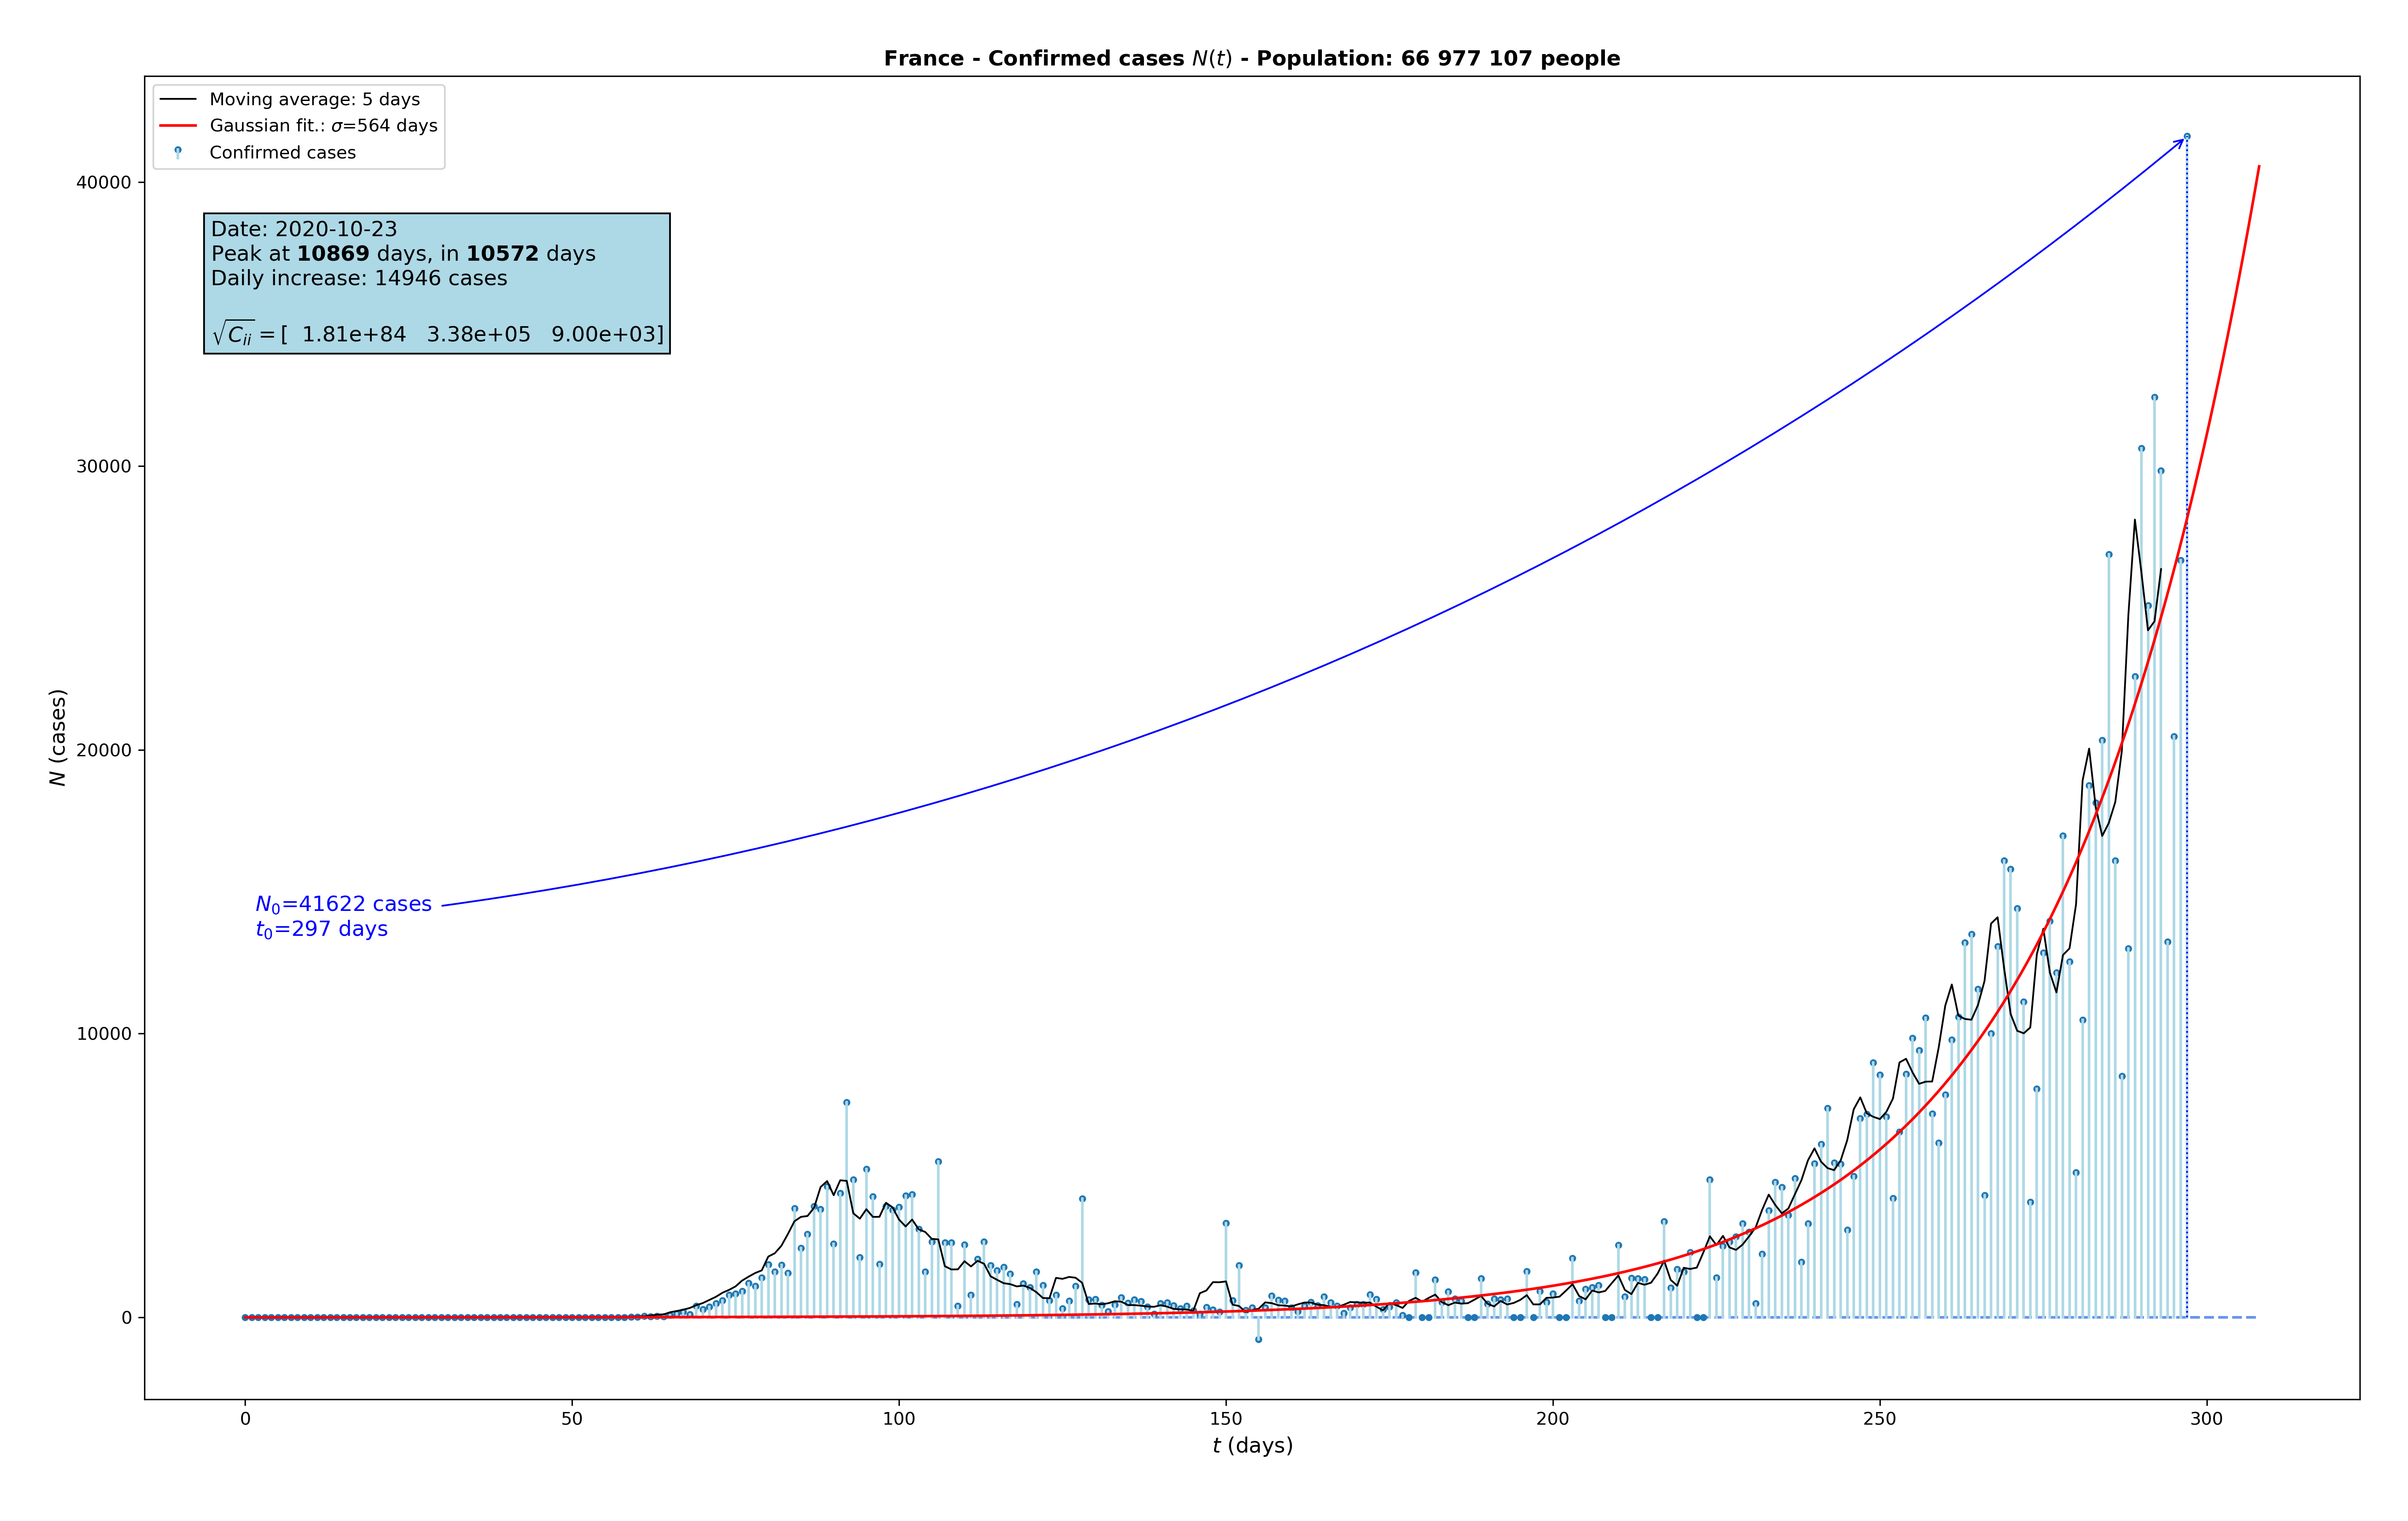 France - Confirmed cases N(t) - Population: 66 977 107 people
Moving average: 5 days
Gaussian fit.: σ=564 days
Confirmed cases
Date: 2020-10-23
Peak at 10869 days, in 10572 days
Daily increase: 14946 cases
√C_ii = [ 1.81e+84 3.38e+05 9.00e+03]
N_0=41622 cases
t_0=297 days
N (cases)
40000
30000
20000
10000
0
0 50 100 150 200 250 300
t (days)